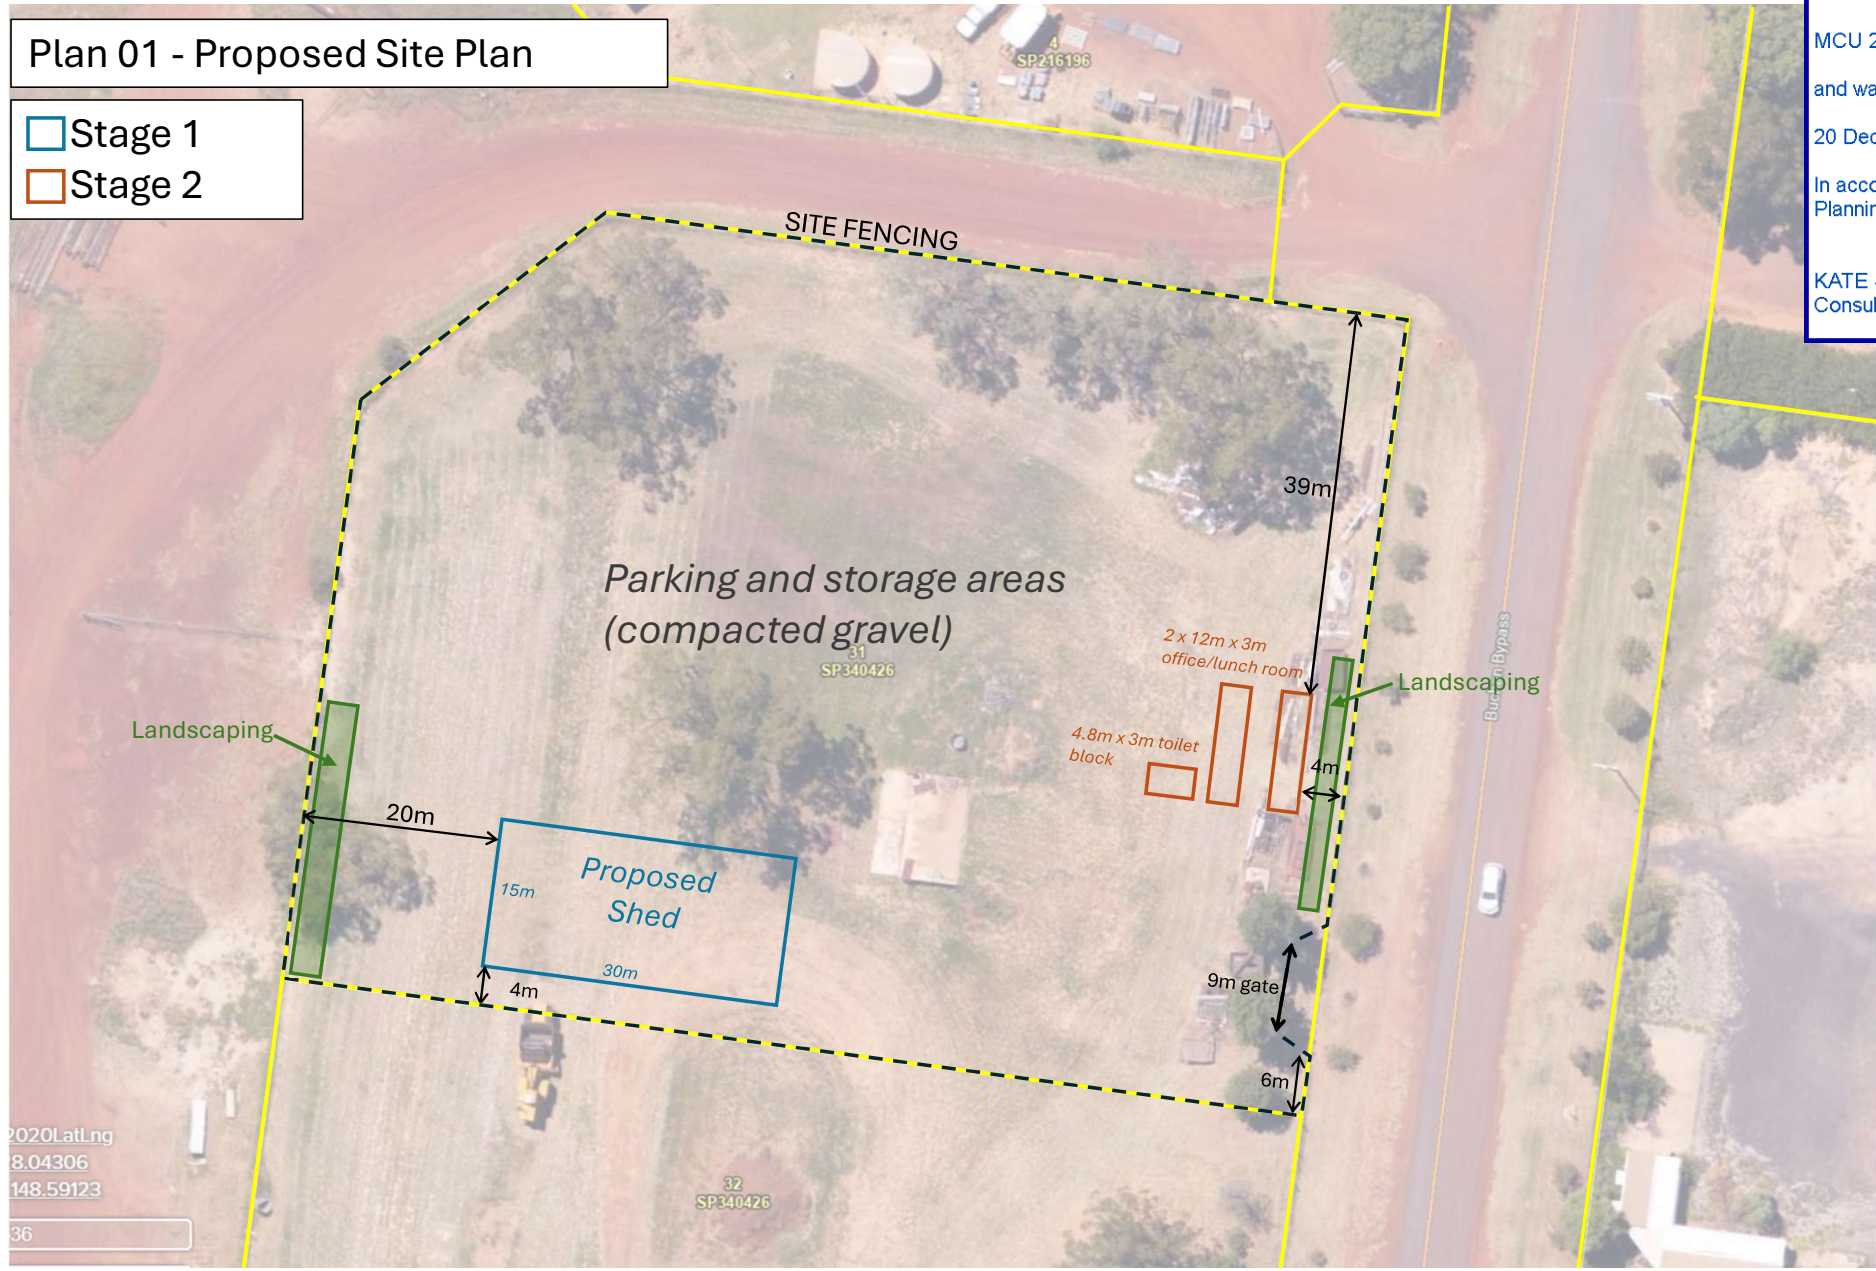 Plan 01 - Proposed Site Plan
Stage 1
Stage 2
MCU 2
and wa
20 Dec
In acco
Plannin
KATE
Consul
4
SP216196
SITE FENCING
39m
Parking and storage areas
(compacted gravel)
31
SP340426
2 x 12m x 3m
office/lunch room
Landscaping
Bypass
Landscaping
4.8m x 3m toilet
block
4m
20m
Proposed
Shed
15m
30m
4m
9m gate
6m
2020LatLng
8.04306
148.59123
32
SP340426
36